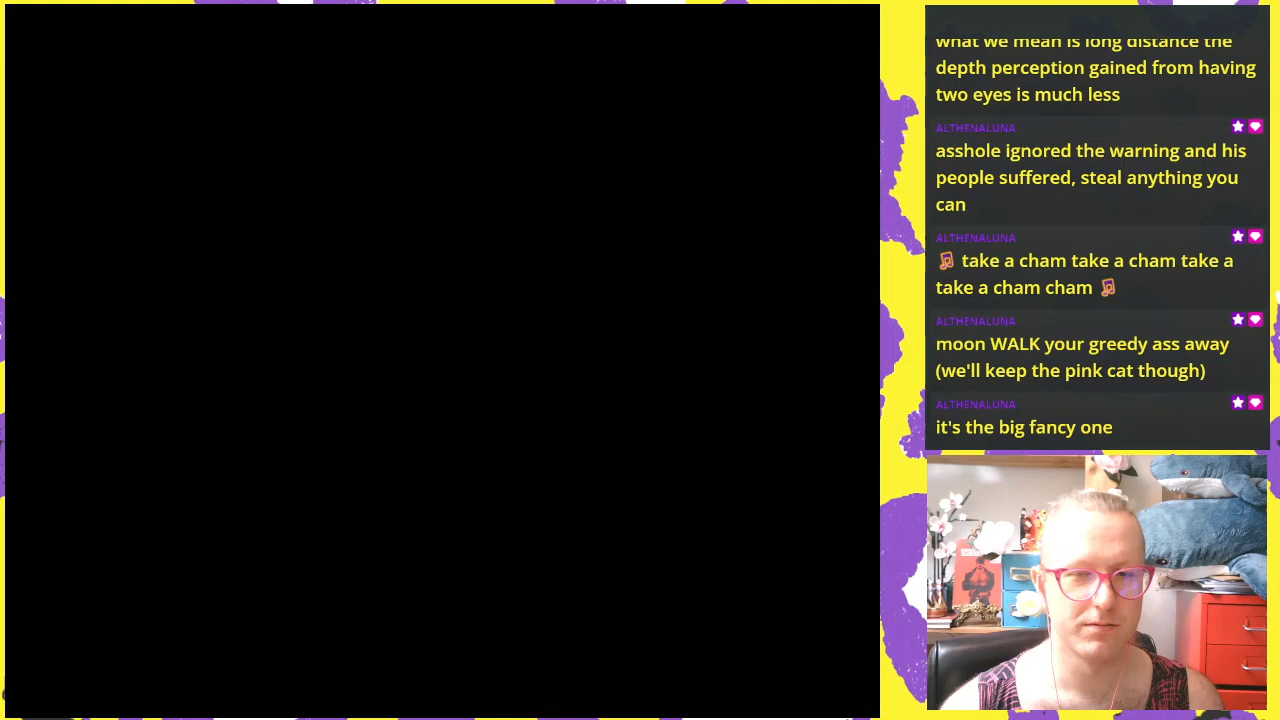 what we mean is long distance the
depth perception gained from having
two eyes is much less
ALTHENALUNA
asshole ignored the warning and his
people suffered, steal anything you
can
ALTHENALUNA
🎵 take a cham take a cham take a
take a cham cham 🎵
ALTHENALUNA
moon WALK your greedy ass away
(we'll keep the pink cat though)
ALTHENALUNA
it's the big fancy one